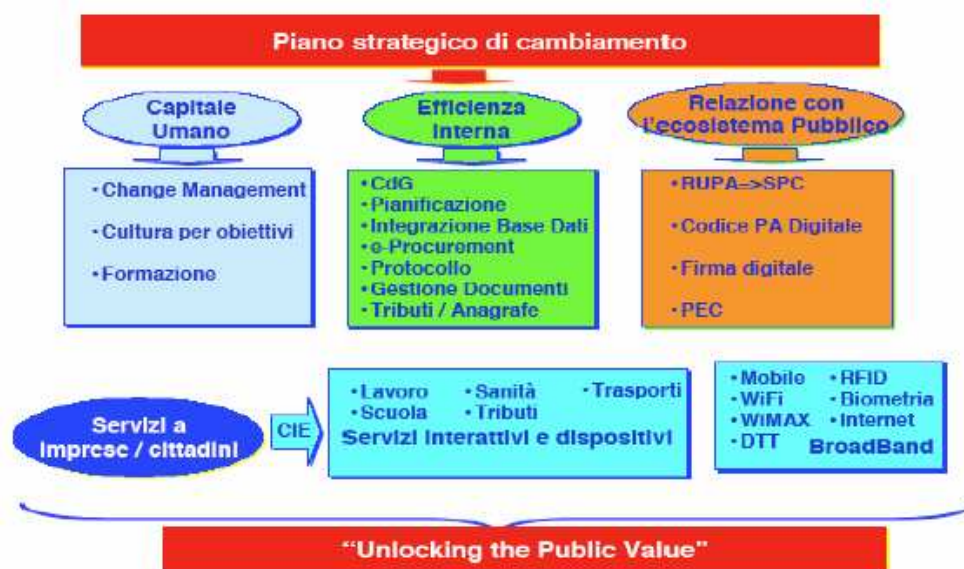 Piano strategico di cambiamento
Capitale
Umano
• Change Management
• Cultura per obiettivi
• Formazione
Efficienza
Interna
• CdG
• Pianificazione
• Integrazione Base Dati
• e-Procurement
• Protocollo
• Gestione Documenti
• Tributi / Anagrafe
Relazione con
l'ecosistema Pubblico
• RUPA–>SPC
• Codice PA Digitale
• Firma digitale
• PEC
Servizi a
imprese / cittadini
CIE
• Lavoro • Sanità • Trasporti
• Scuola • Tributi
Servizi interattivi e dispositivi
• Mobile • RFID
• WiFi • Biometria
• WiMAX • Internet
• DTT BroadBand
“Unlocking the Public Value”